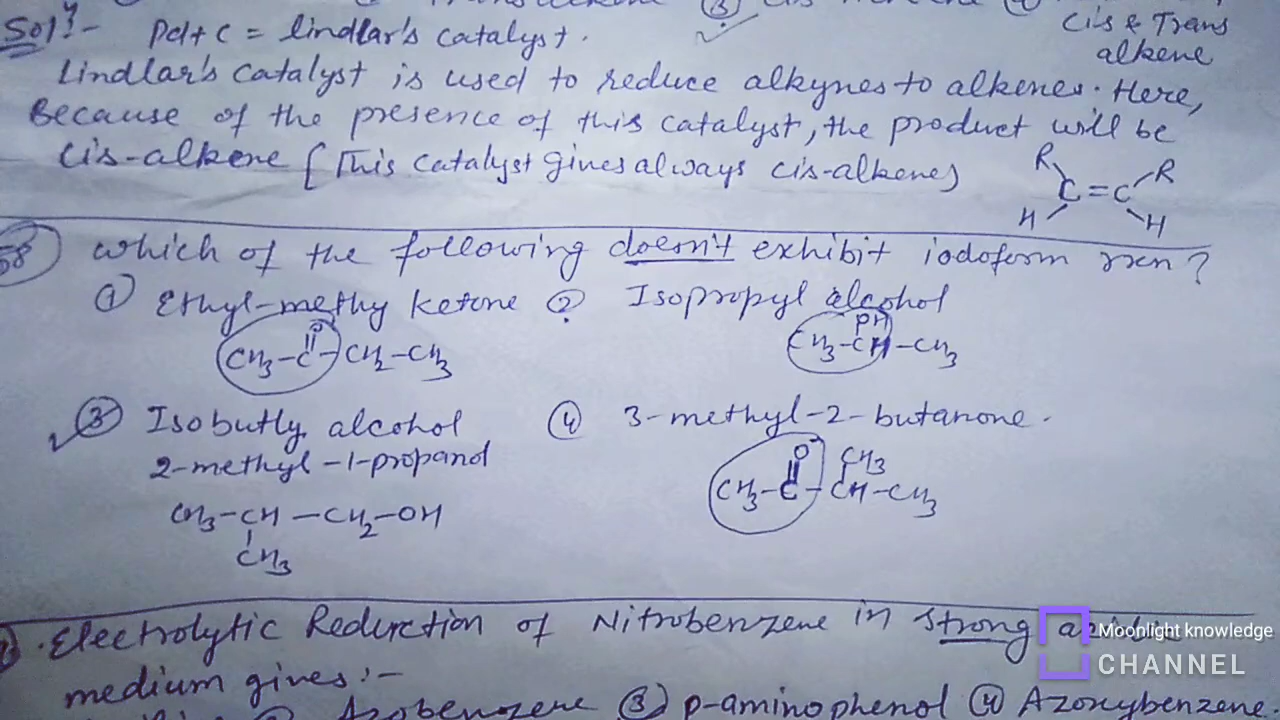 Sol:- Pd+C = lindlar's catalyst.
Cis & Trans
alkene
Lindlar's catalyst is used to reduce alkynes to alkenes. Here,
Because of the presence of this catalyst, the product will be
Cis-alkene (This catalyst gives always cis-alkene)
R R
C=C
H H
58 which of the following doesn't exhibit iodoform rxn?
① Ethyl-methy ketone ② Isopropyl alcohol
O
CH3-C-CH2-CH3
CH3-CH-CH3
③ Isobutly alcohol ④ 3-methyl-2-butanone.
2-methyl-1-propanol
O CH3
CH3-C-CH-CH3
CH3-CH-CH2-OH
CH3
Electrolytic Reduction of Nitrobenzene in strong
medium gives:-
Azobenzene ③ p-aminophenol ④ Azoxybenzene.
Moonlight knowledge
CHANNEL